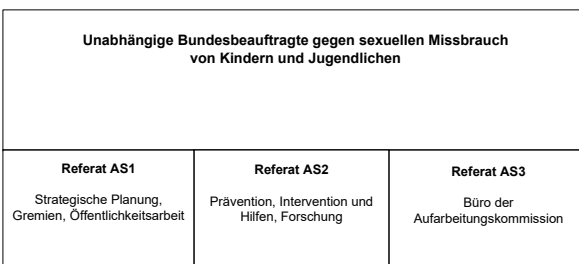 Unabhängige Bundesbeauftragte gegen sexuellen Missbrauch
von Kindern und Jugendlichen
Referat AS1
Strategische Planung,
Gremien, Öffentlichkeitsarbeit
Referat AS2
Prävention, Intervention und
Hilfen, Forschung
Referat AS3
Büro der
Aufarbeitungskommission